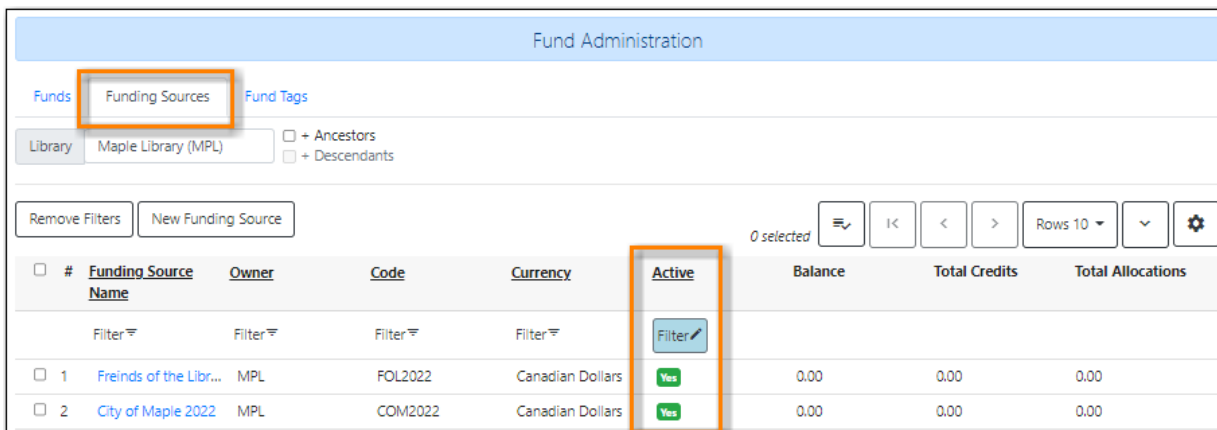 Fund Administration
Funds Funding Sources Fund Tags
Library Maple Library (MPL) + Ancestors
+ Descendants
Remove Filters New Funding Source 0 selected Rows 10
# Funding Source Name Owner Code Currency Active Balance Total Credits Total Allocations
Filter Filter Filter Filter Filter
1 Freinds of the Libr... MPL FOL2022 Canadian Dollars Yes 0.00 0.00 0.00
2 City of Maple 2022 MPL COM2022 Canadian Dollars Yes 0.00 0.00 0.00